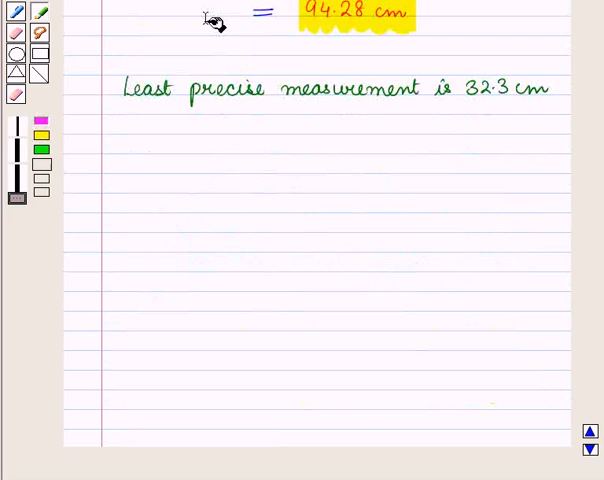 = 94.28 cm
Least precise measurement is 32.3 cm